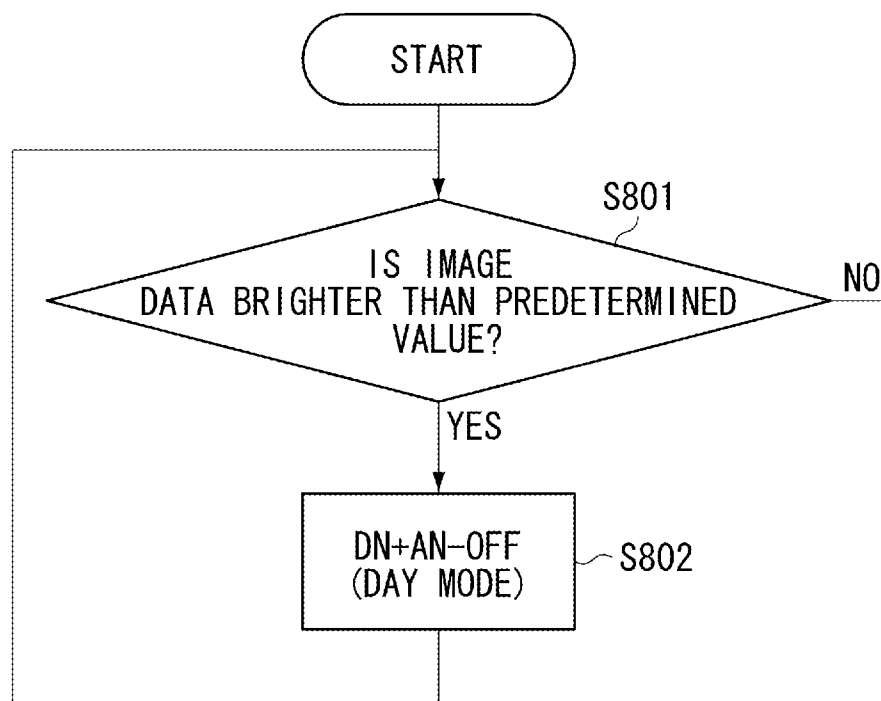 START
S801
IS IMAGE
DATA BRIGHTER THAN PREDETERMINED
VALUE?
NO
YES
DN+AN-OFF
(DAY MODE)
S802